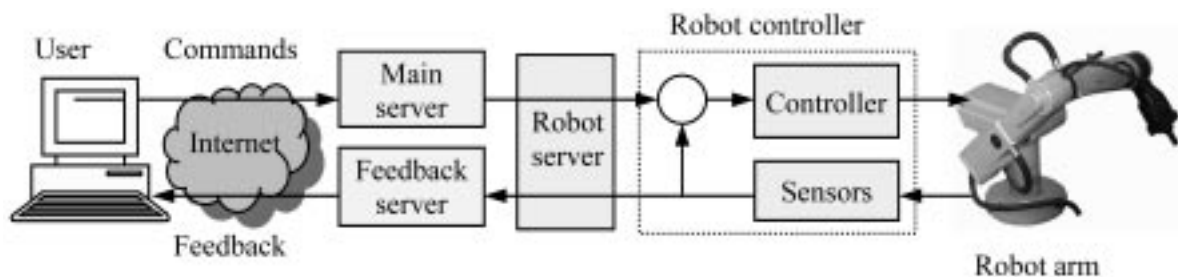 Robot controller
User
Commands
Main
server
Internet
Robot
server
Controller
Feedback
server
Sensors
Feedback
Robot arm